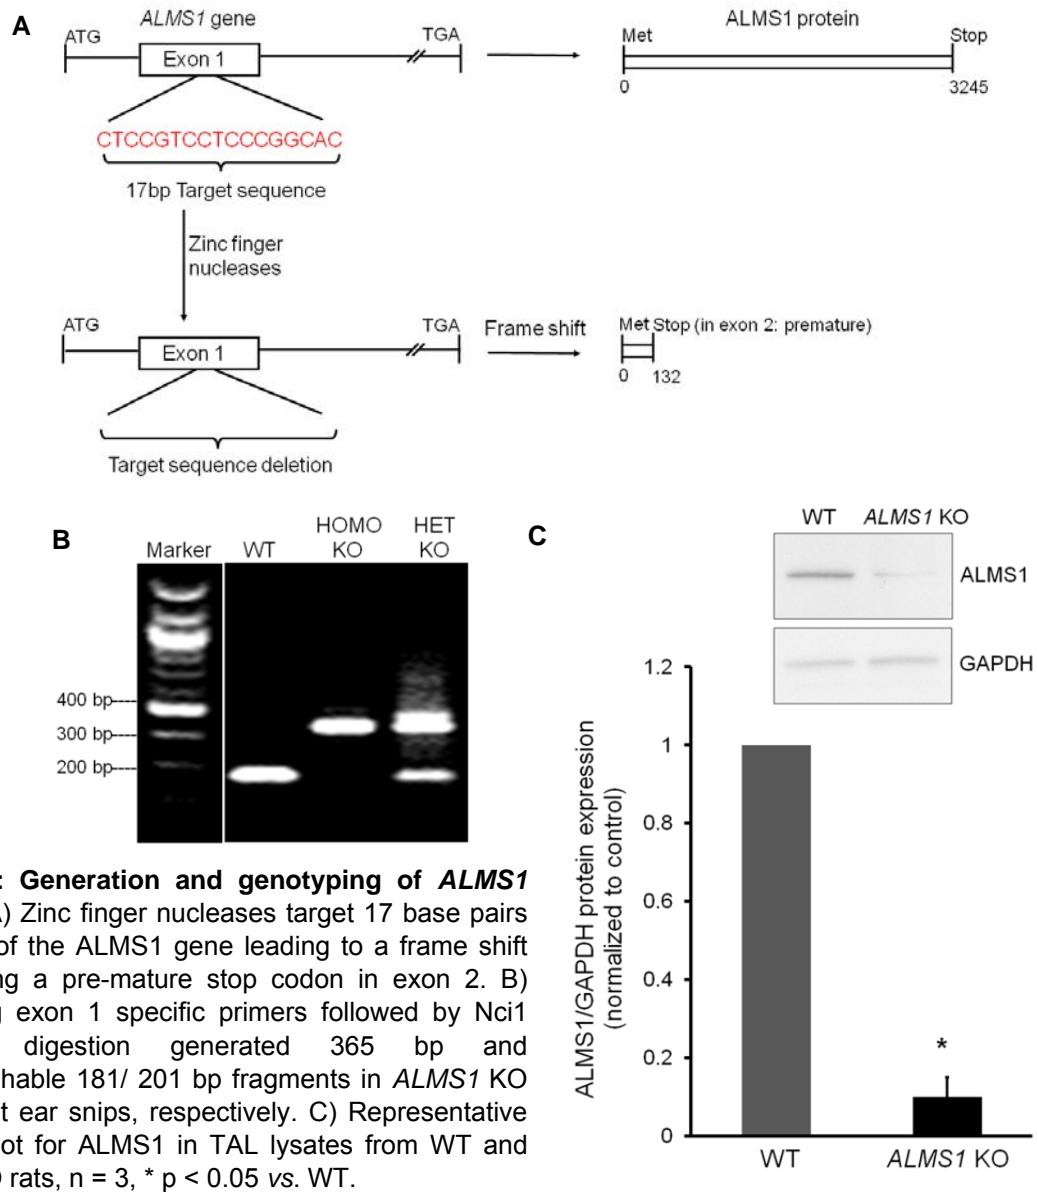 A
ALMS1 gene
ATG
Exon 1
TGA
ALMS1 protein
Met
Stop
0
3245
CTCCGTCCTCCCGGCAC
17bp Target sequence
Zinc finger
nucleases
ATG
Exon 1
TGA
Frame shift
Met Stop (in exon 2: premature)
0
132
Target sequence deletion
B
Marker
WT
HOMO
KO
HET
KO
400 bp----
300 bp----
200 bp----
C
WT
ALMS1 KO
ALMS1
GAPDH
ALMS1/GAPDH protein expression
(normalized to control)
1.2
1
0.8
0.6
0.4
0.2
0
*
WT
ALMS1 KO
: Generation and genotyping of ALMS1
A) Zinc finger nucleases target 17 base pairs
of the ALMS1 gene leading to a frame shift
ng a pre-mature stop codon in exon 2. B)
g exon 1 specific primers followed by Nci1
digestion generated 365 bp and
hable 181/ 201 bp fragments in ALMS1 KO
t ear snips, respectively. C) Representative
ot for ALMS1 in TAL lysates from WT and
O rats, n = 3, * p < 0.05 vs. WT.